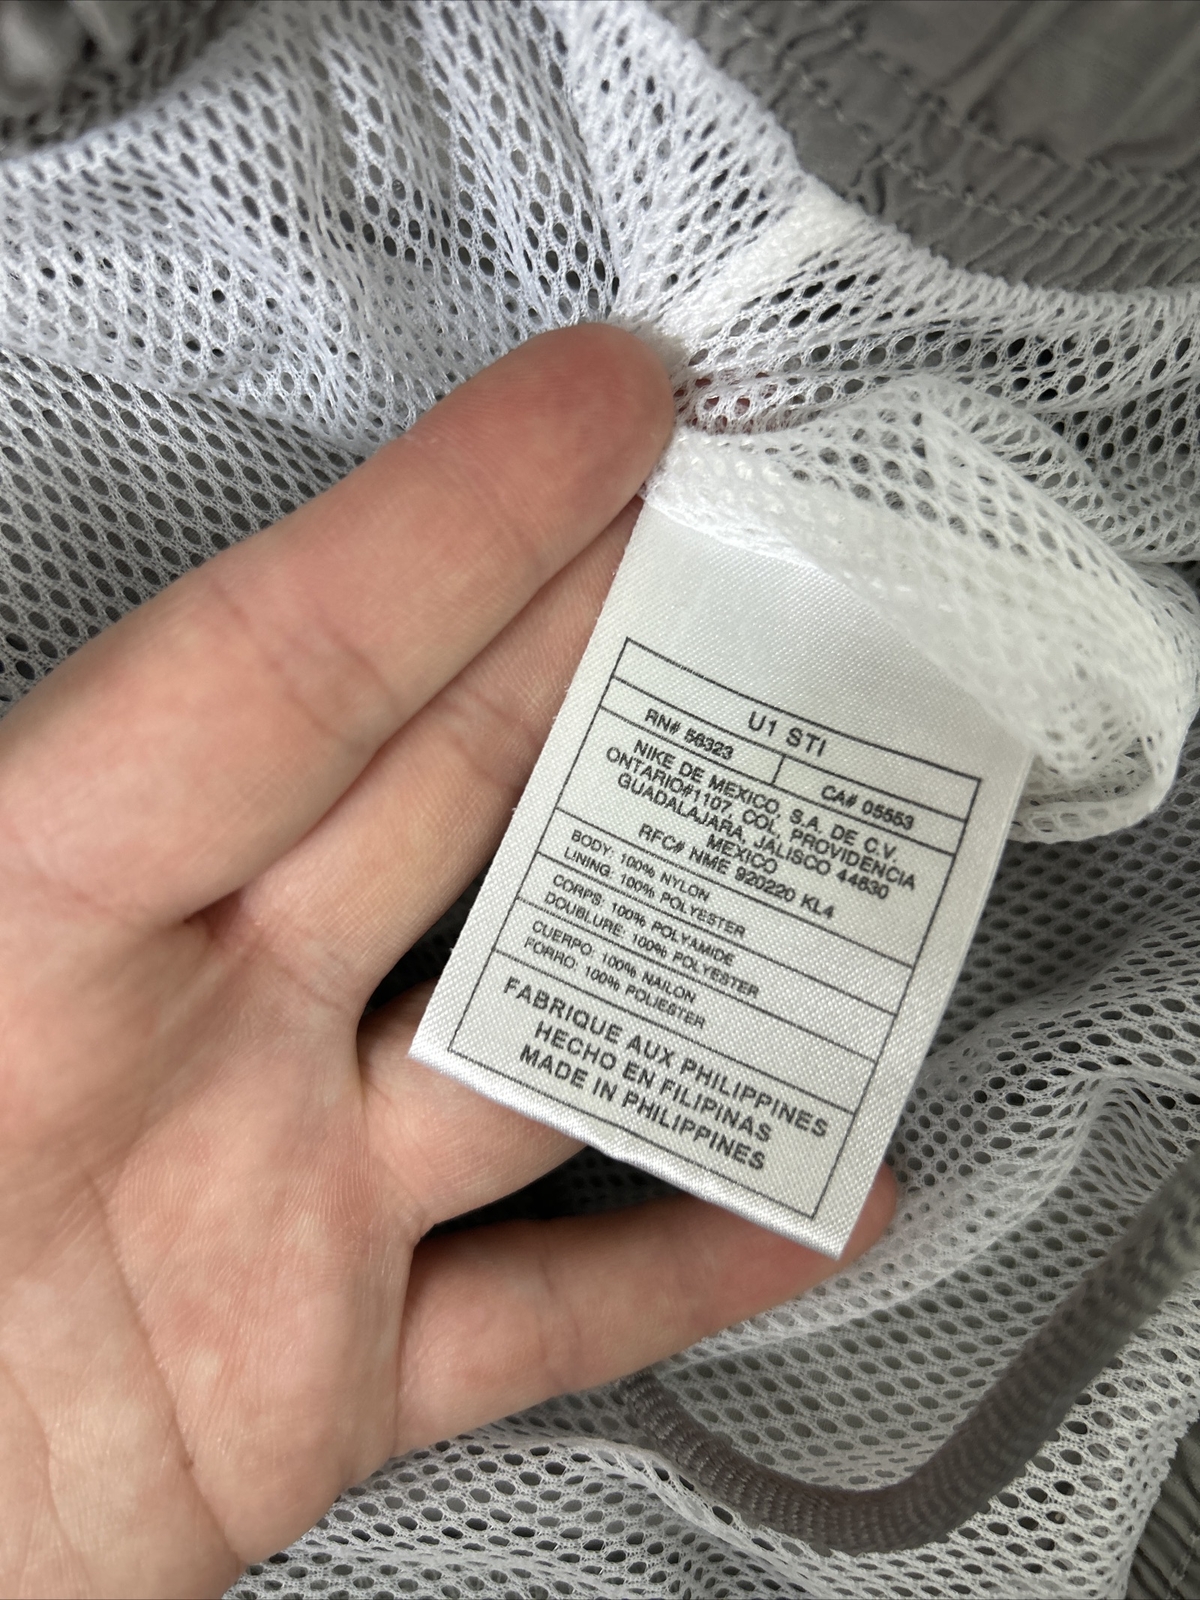 U1 STI
RN# 56323
CA# 05553
NIKE DE MEXICO, S.A. DE C.V.
ONTARIO#1107, COL. PROVIDENCIA
GUADALAJARA, JALISCO 44630
MEXICO
RFC# NME 920220 KL4
BODY: 100% NYLON
LINING: 100% POLYESTER
CORPS: 100% POLYAMIDE
DOUBLURE: 100% POLYESTER
CUERPO: 100% NAILON
FORRO: 100% POLIESTER
FABRIQUE AUX PHILIPPINES
HECHO EN FILIPINAS
MADE IN PHILIPPINES